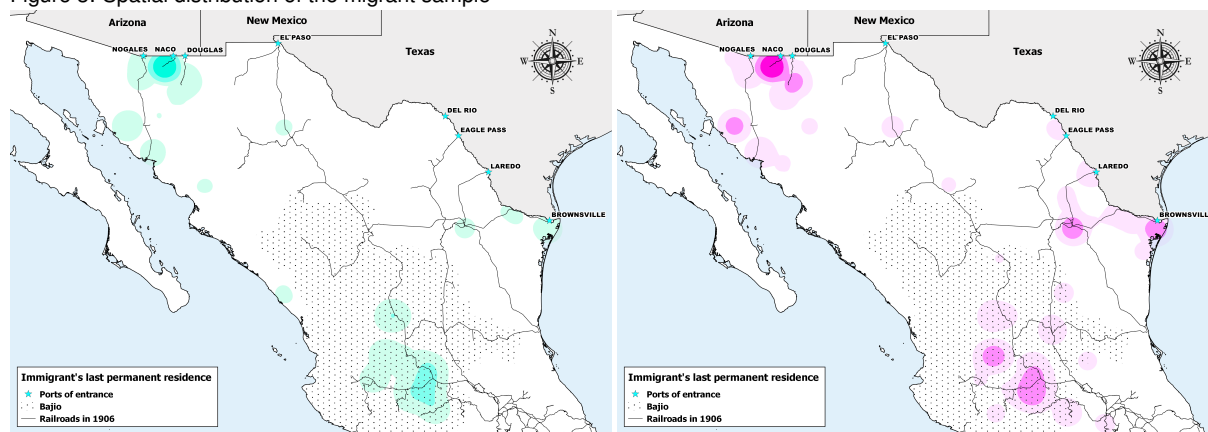 Figure 3: Spatial distribution of the migrant sample
Arizona
New Mexico
Texas
NOGALES
NACO
DOUGLAS
EL PASO
N
W
E
S
DEL RIO
EAGLE PASS
LAREDO
BROWNSVILLE
Immigrant's last permanent residence
Ports of entrance
Bajio
Railroads in 1906
Arizona
New Mexico
Texas
NOGALES
NACO
DOUGLAS
EL PASO
N
W
E
S
DEL RIO
EAGLE PASS
LAREDO
BROWNSVILLE
Immigrant's last permanent residence
Ports of entrance
Bajio
Railroads in 1906